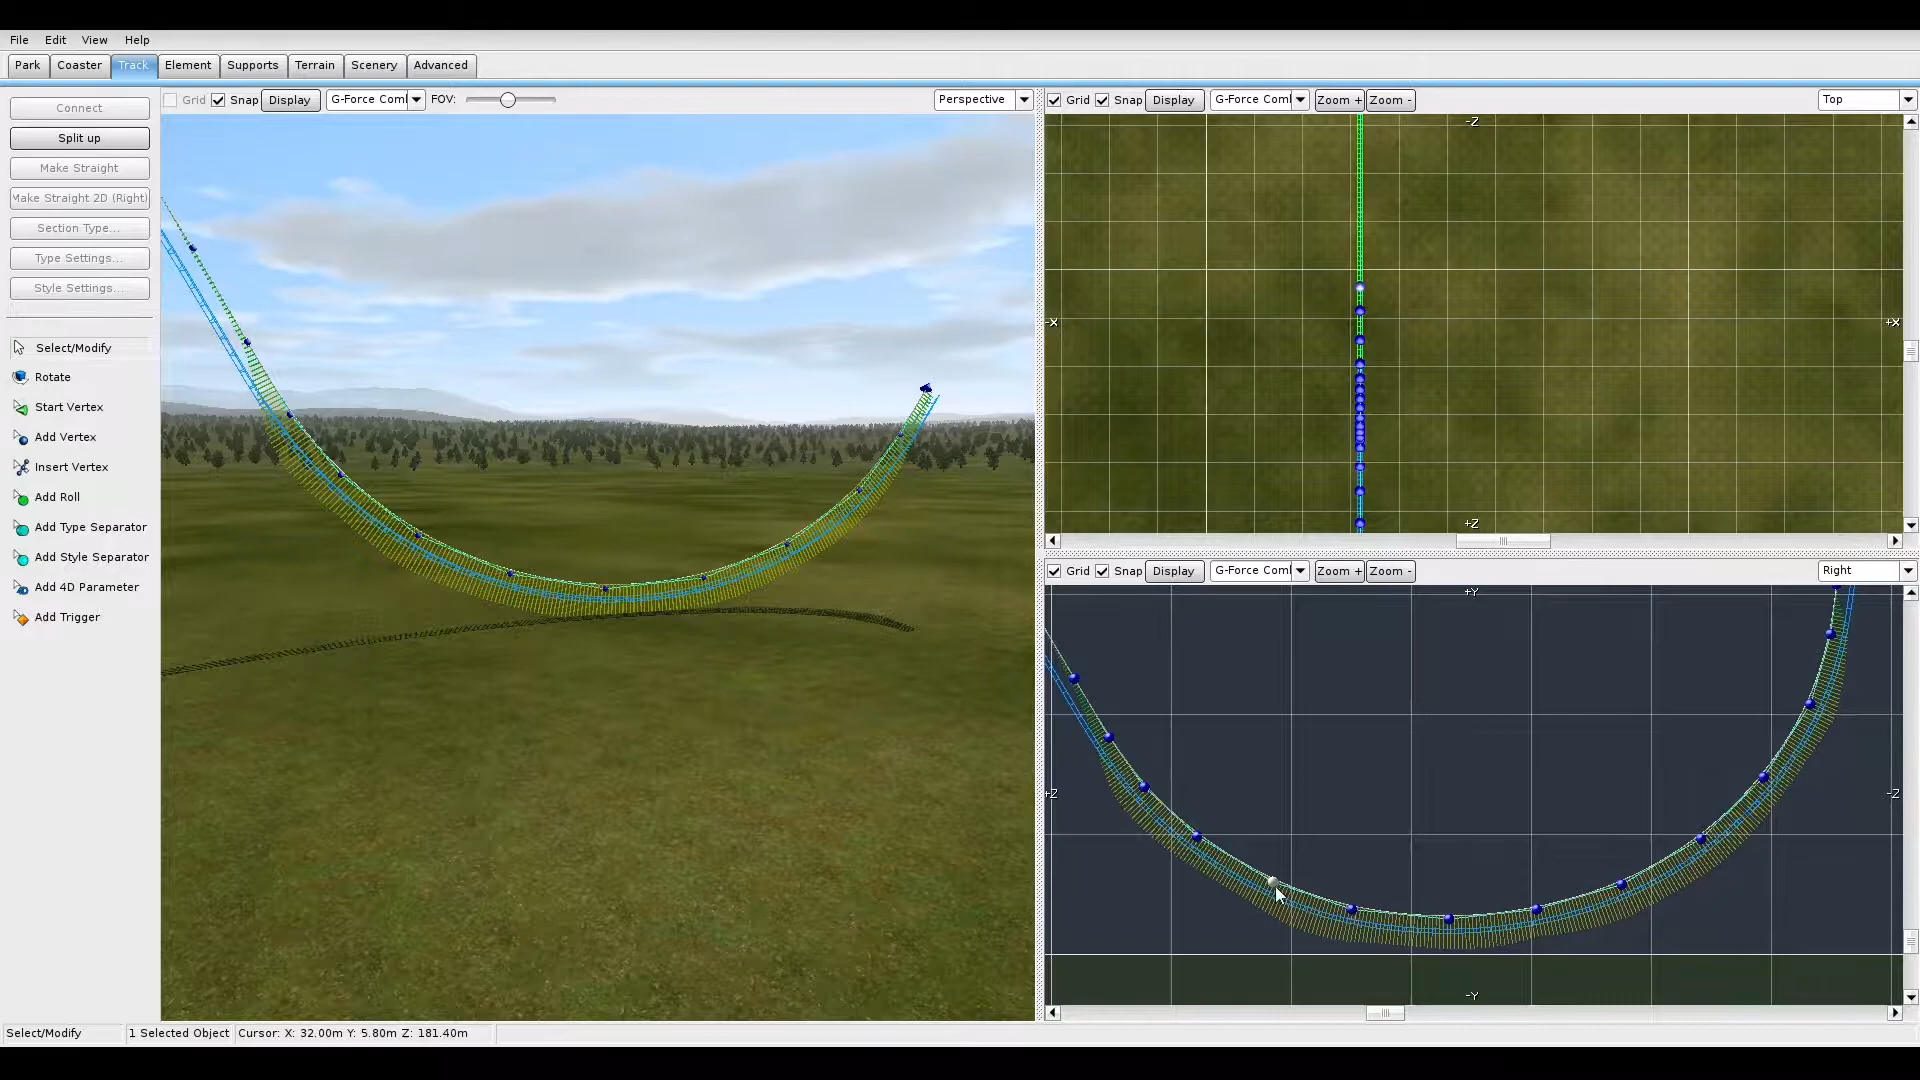 File Edit View Help
Park Coaster Track Element Supports Terrain Scenery Advanced
Grid Snap Display G-Force Coml FOV: Perspective
Grid Snap Display G-Force Coml Zoom + Zoom - Top
Connect
Split up
Make Straight
Make Straight 2D (Right)
Section Type...
Type Settings...
Style Settings...
Select/Modify
Rotate
Start Vertex
Add Vertex
Insert Vertex
Add Roll
Add Type Separator
Add Style Separator
Add 4D Parameter
Add Trigger
-Z
-X +X
+Z
Grid Snap Display G-Force Coml Zoom + Zoom - Right
+Y
+Z -Z
-Y
Select/Modify 1 Selected Object Cursor: X: 32.00m Y: 5.80m Z: 181.40m